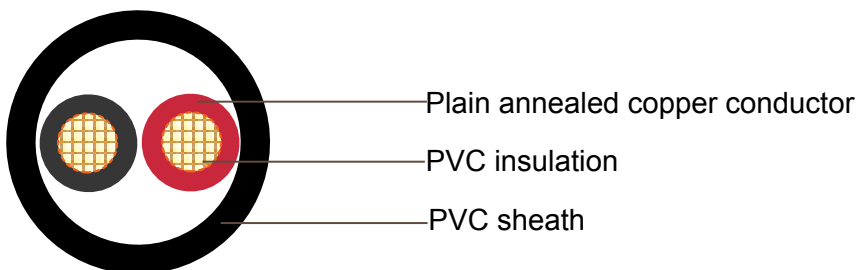 Plain annealed copper conductor
PVC insulation
PVC sheath